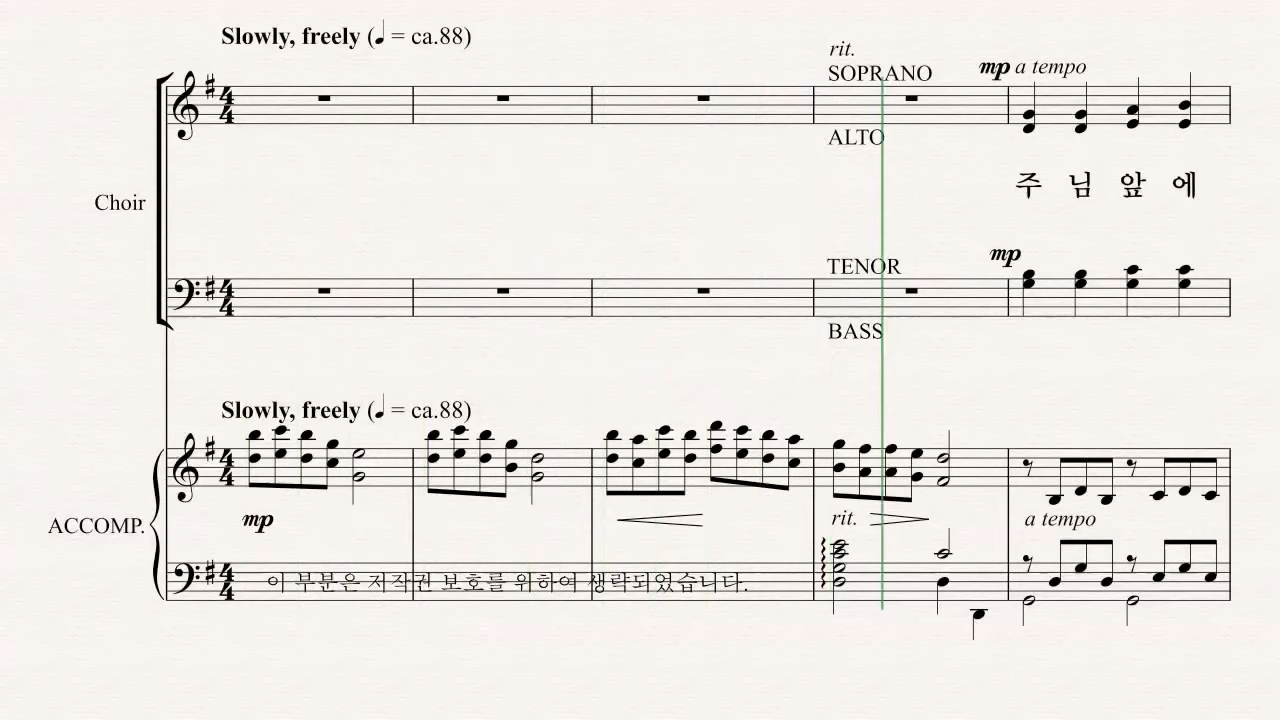 Slowly, freely (♩ = ca.88)
rit.
SOPRANO
mp a tempo
ALTO
주 님 앞 에
Choir
mp
TENOR
BASS
Slowly, freely (♩ = ca.88)
ACCOMP.
mp
rit.
a tempo
이 부분은 저작권 보호를 위하여 생략되었습니다.